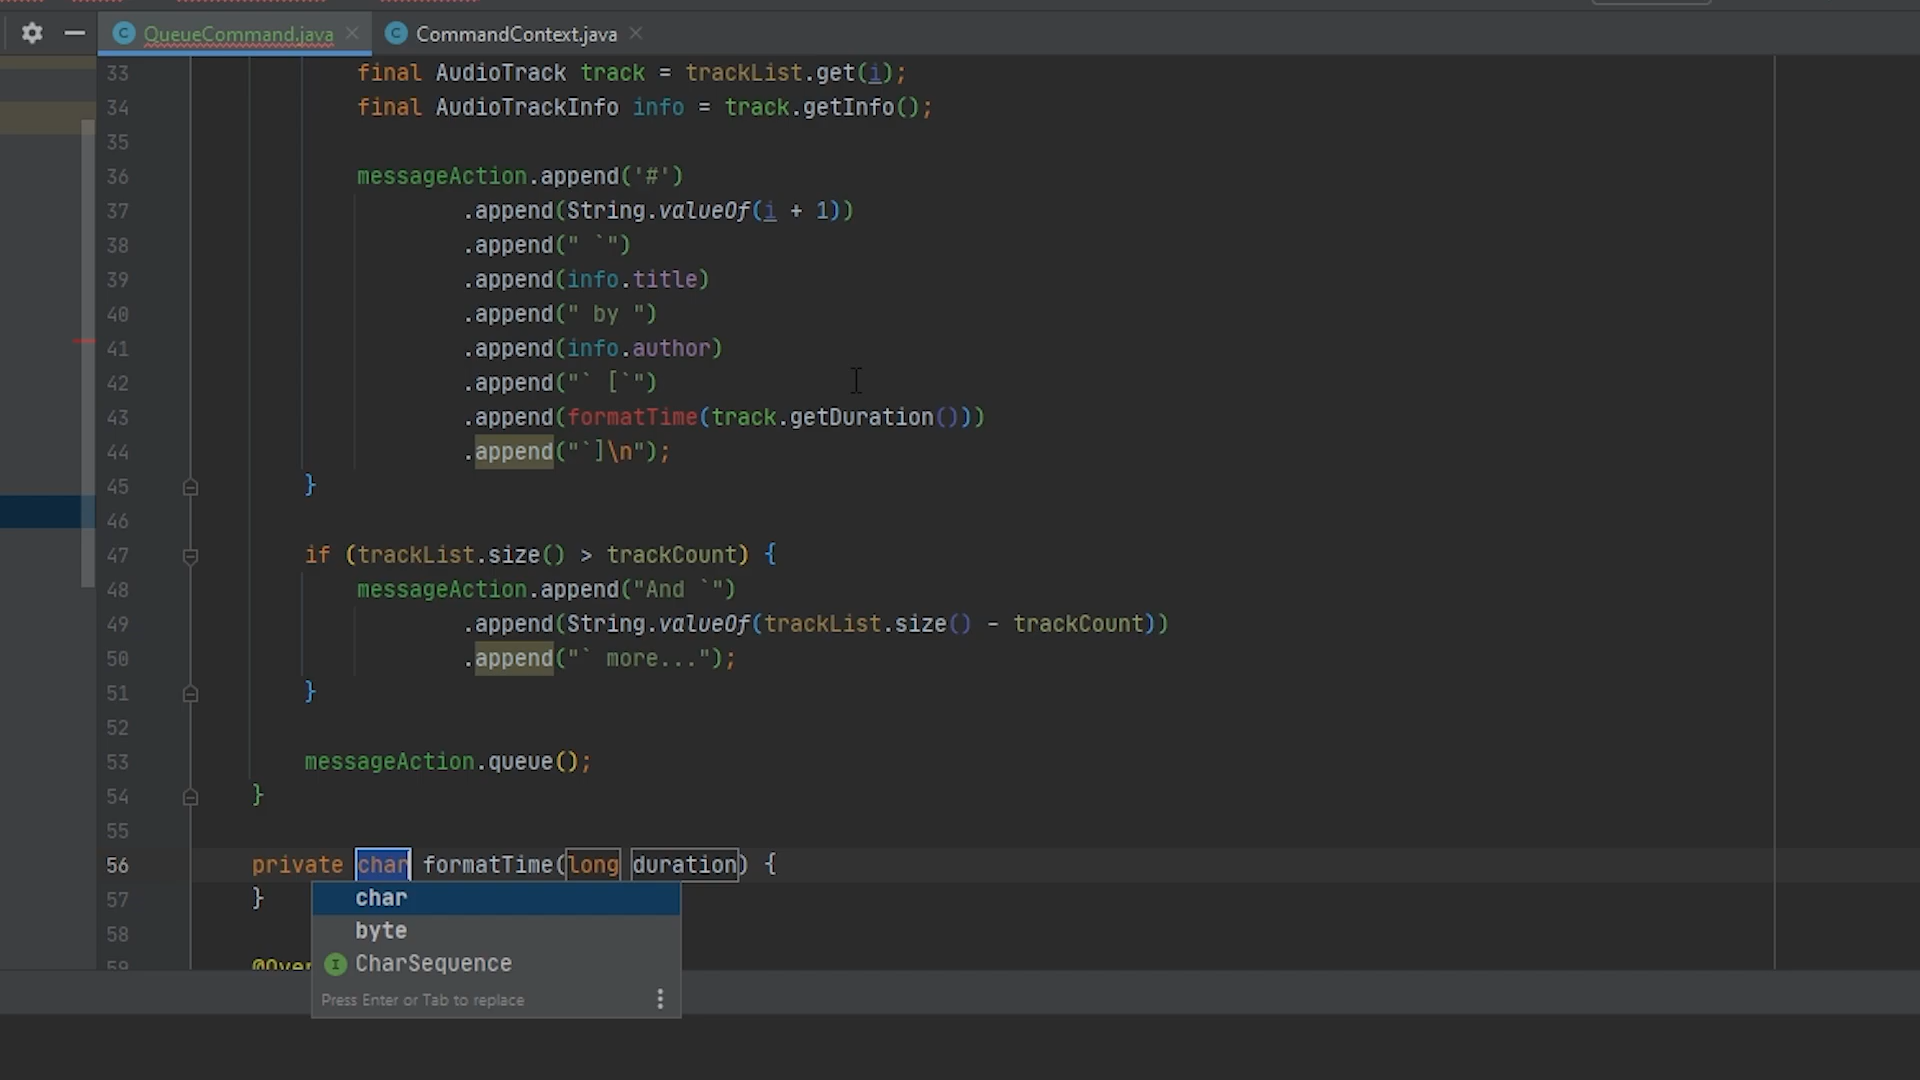 QueueCommand.java CommandContext.java
33 final AudioTrack track = trackList.get(i);
34 final AudioTrackInfo info = track.getInfo();
35
36 messageAction.append('#')
37 .append(String.valueOf(i + 1))
38 .append(" `")
39 .append(info.title)
40 .append(" by ")
41 .append(info.author)
42 .append("` [`")
43 .append(formatTime(track.getDuration()))
44 .append("`]\n");
45 }
46
47 if (trackList.size() > trackCount) {
48 messageAction.append("And `")
49 .append(String.valueOf(trackList.size() - trackCount))
50 .append("` more...");
51 }
52
53 messageAction.queue();
54 }
55
56 private char formatTime(long duration) {
57 }
char
58
byte
59 @Over
CharSequence
Press Enter or Tab to replace